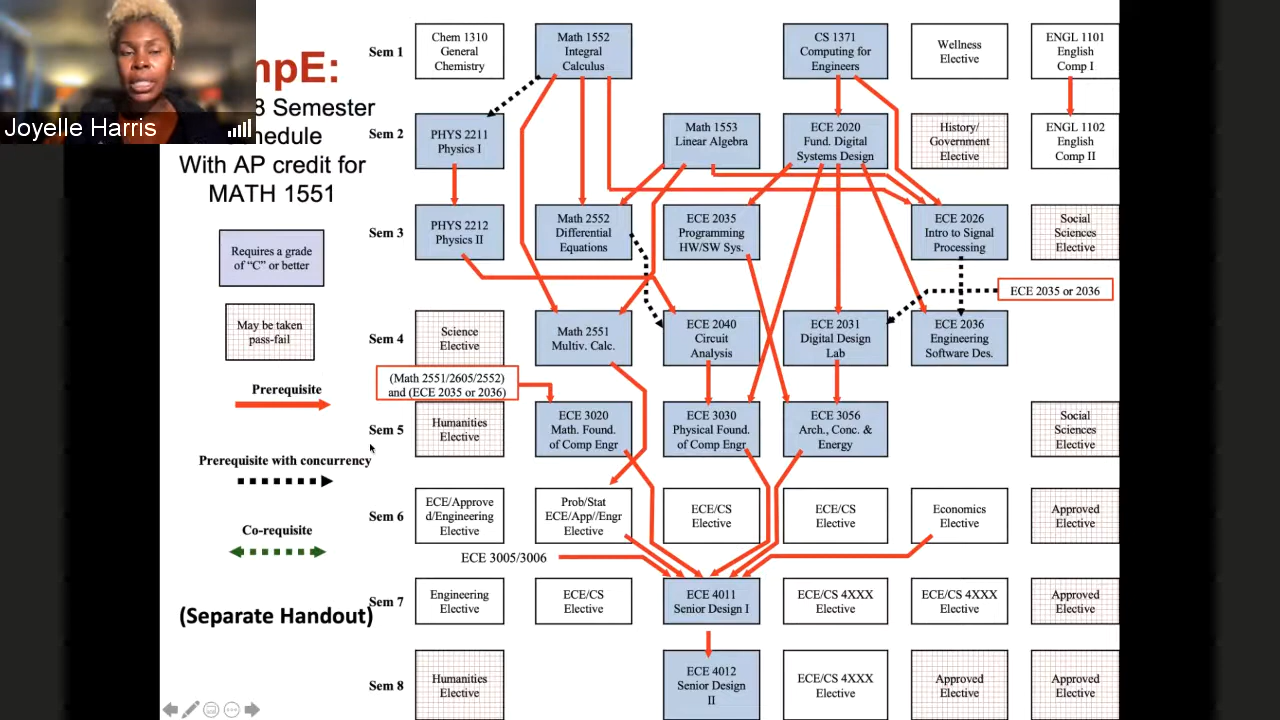 Joyelle Harris
mpE:
8 Semester
chedule
With AP credit for
MATH 1551
Requires a grade
of “C” or better
May be taken
pass-fail
Prerequisite
Prerequisite with concurrency
Co-requisite
(Separate Handout)
Sem 1
Chem 1310
General
Chemistry
Math 1552
Integral
Calculus
CS 1371
Computing for
Engineers
Wellness
Elective
ENGL 1101
English
Comp I
Sem 2
PHYS 2211
Physics I
Math 1553
Linear Algebra
ECE 2020
Fund. Digital
Systems Design
History/
Government
Elective
ENGL 1102
English
Comp II
Sem 3
PHYS 2212
Physics II
Math 2552
Differential
Equations
ECE 2035
Programming
HW/SW Sys.
ECE 2026
Intro to Signal
Processing
Social
Sciences
Elective
ECE 2035 or 2036
Sem 4
Science
Elective
Math 2551
Multiv. Calc.
ECE 2040
Circuit
Analysis
ECE 2031
Digital Design
Lab
ECE 2036
Engineering
Software Des.
(Math 2551/2605/2552)
and (ECE 2035 or 2036)
Sem 5
Humanities
Elective
ECE 3020
Math. Found.
of Comp Engr
ECE 3030
Physical Found.
of Comp Engr
ECE 3056
Arch., Conc. &
Energy
Social
Sciences
Elective
Sem 6
ECE/Approve
d/Engineering
Elective
Prob/Stat
ECE/App//Engr
Elective
ECE/CS
Elective
ECE/CS
Elective
Economics
Elective
Approved
Elective
ECE 3005/3006
Sem 7
Engineering
Elective
ECE/CS
Elective
ECE 4011
Senior Design I
ECE/CS 4XXX
Elective
ECE/CS 4XXX
Elective
Approved
Elective
Sem 8
Humanities
Elective
ECE 4012
Senior Design
II
ECE/CS 4XXX
Elective
Approved
Elective
Approved
Elective